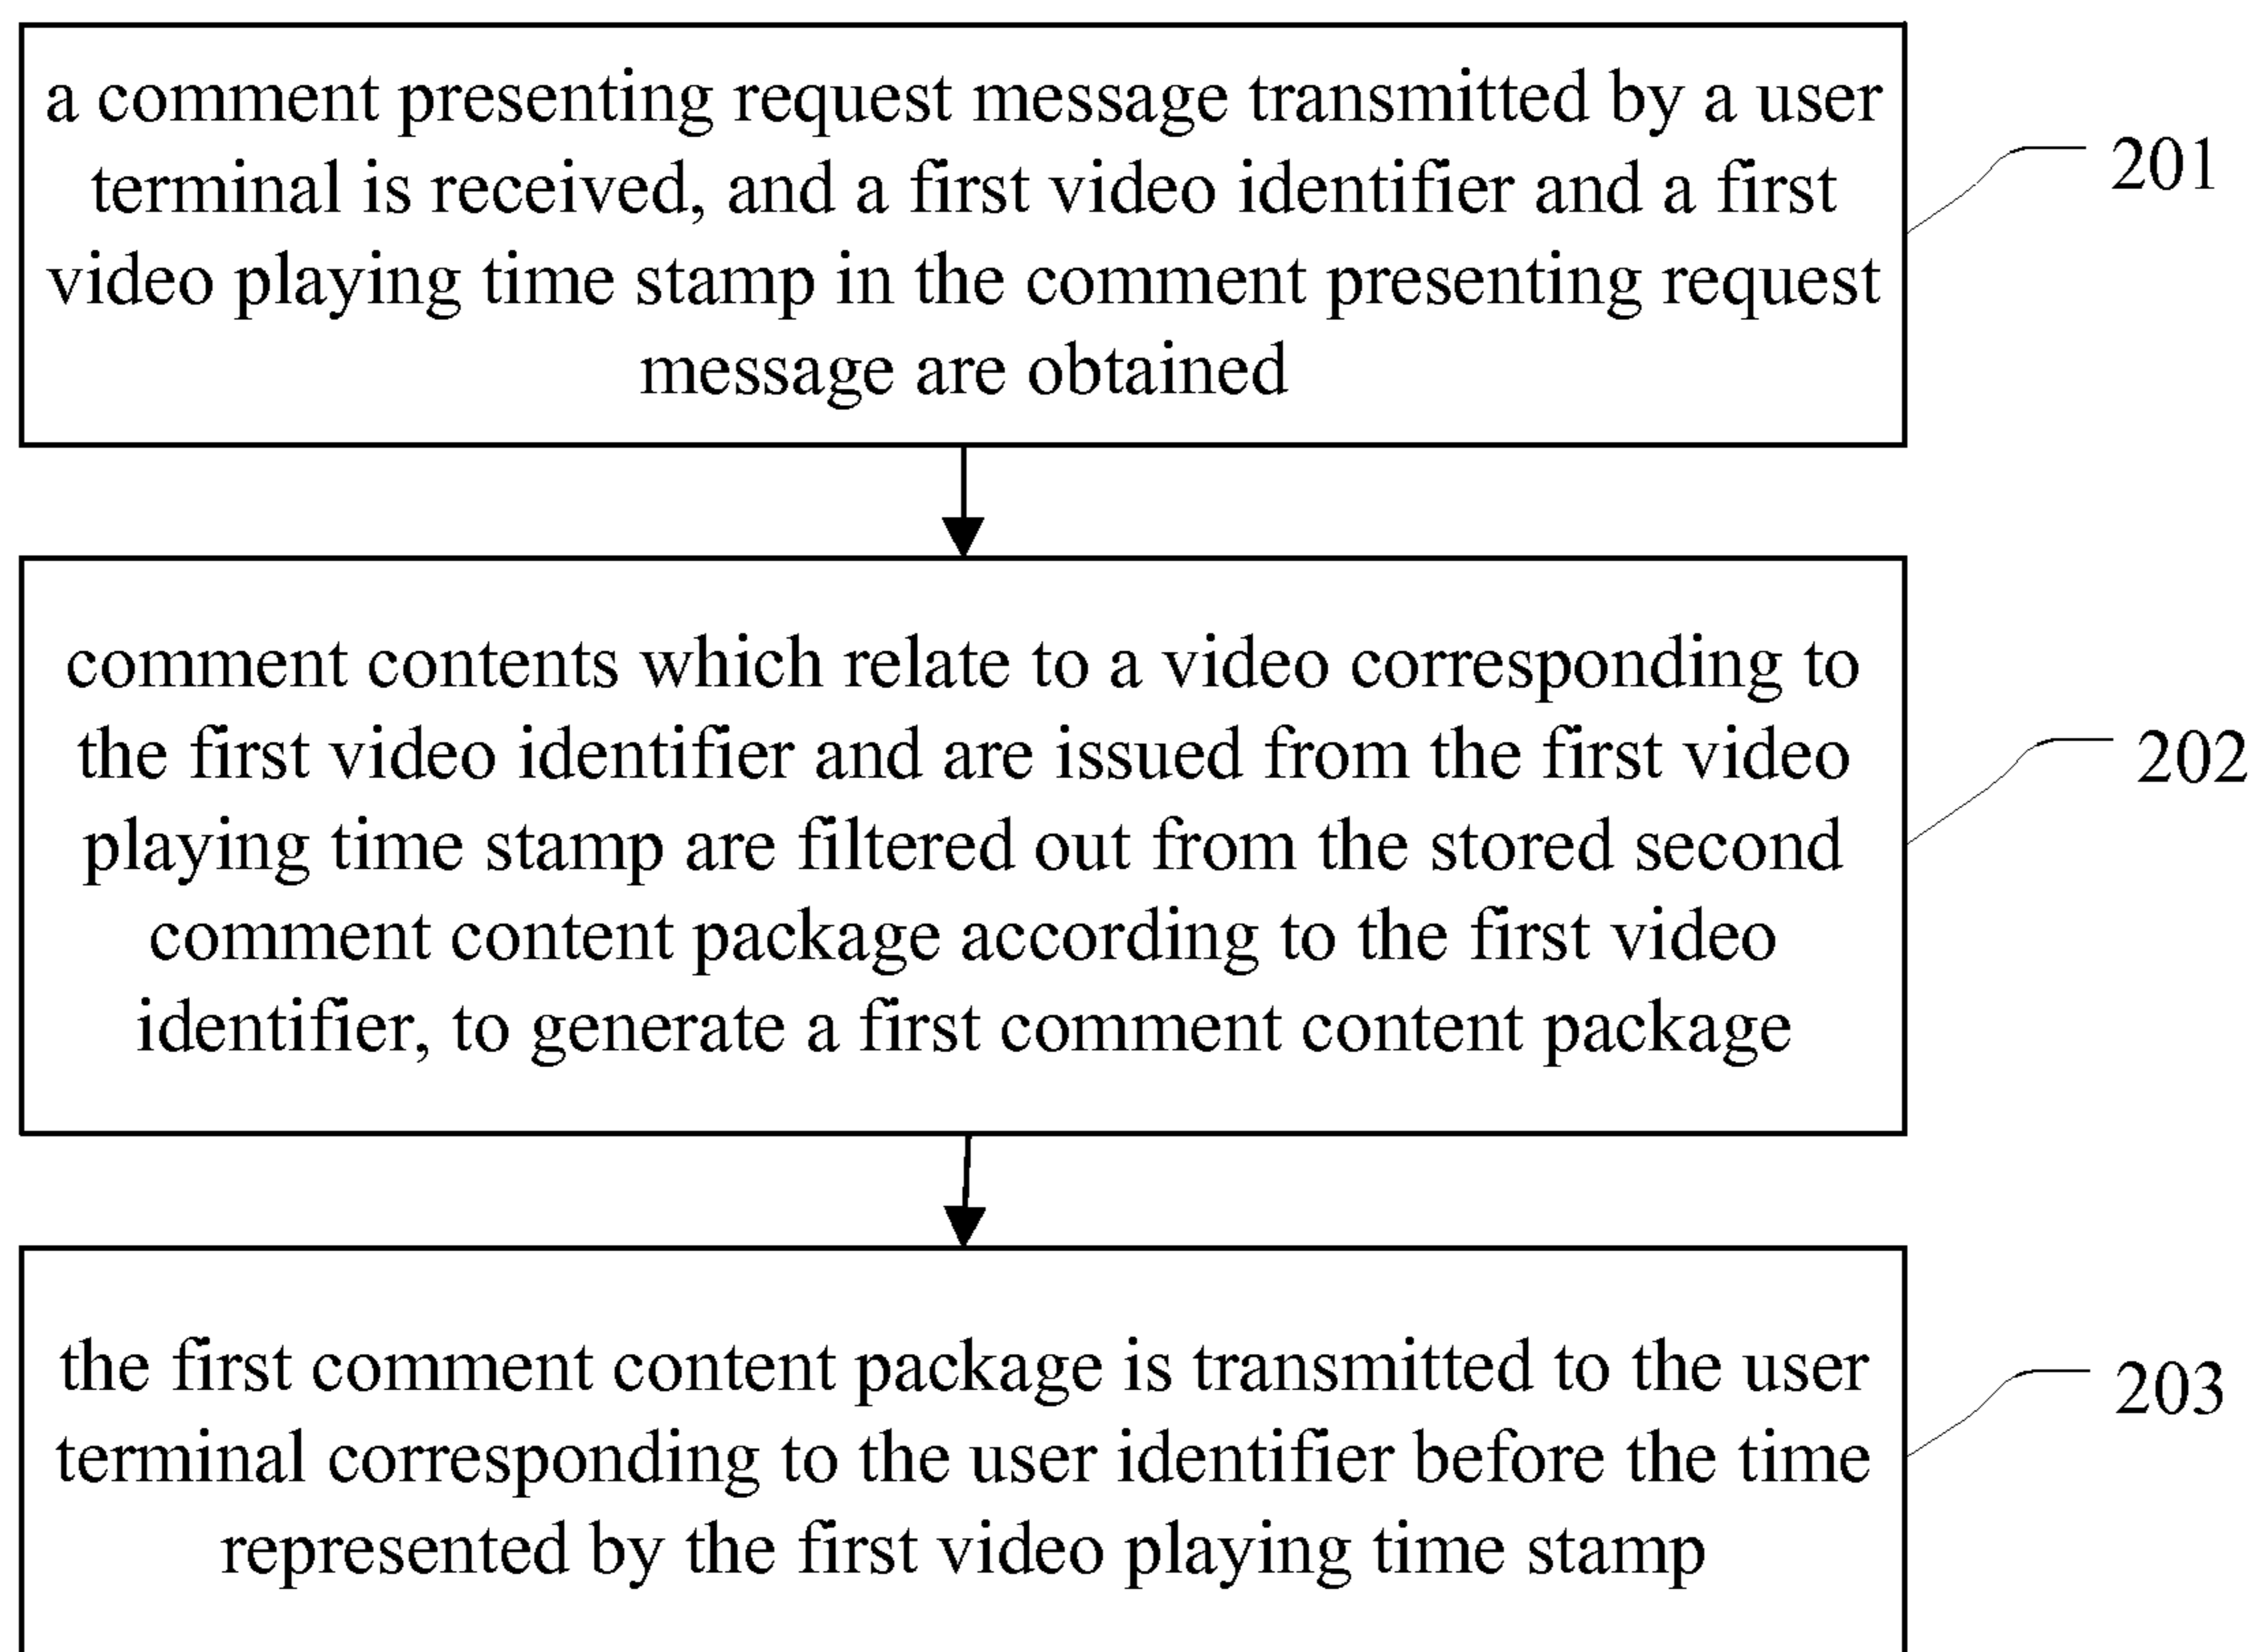 a comment presenting request message transmitted by a user
terminal is received, and a first video identifier and a first
video playing time stamp in the comment presenting request
message are obtained
201
comment contents which relate to a video corresponding to
the first video identifier and are issued from the first video
playing time stamp are filtered out from the stored second
comment content package according to the first video
identifier, to generate a first comment content package
202
the first comment content package is transmitted to the user
terminal corresponding to the user identifier before the time
represented by the first video playing time stamp
203